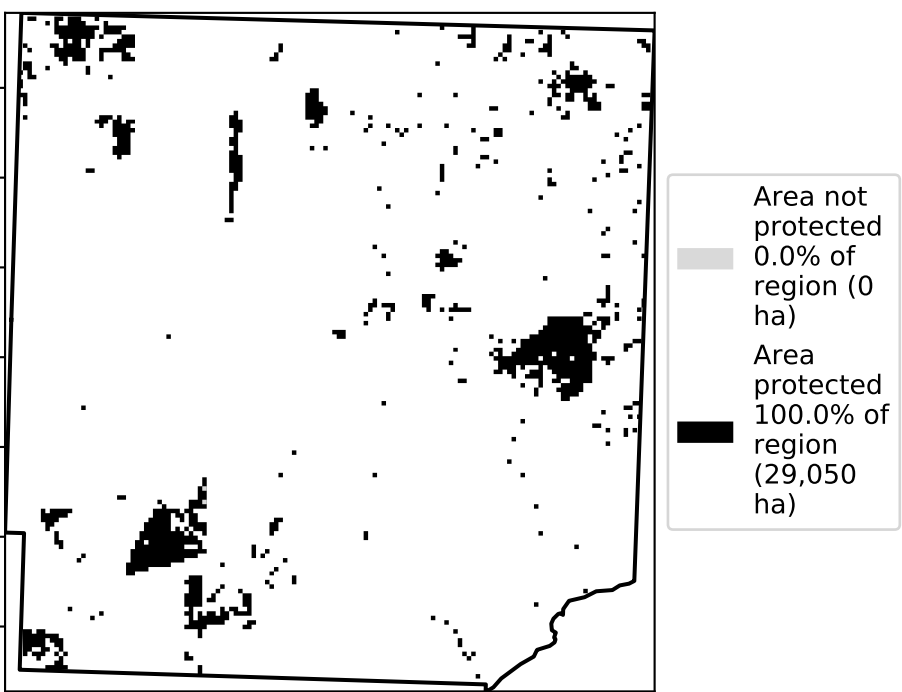 Area not
protected
0.0% of
region (0
ha)
Area
protected
100.0% of
region
(29,050
ha)